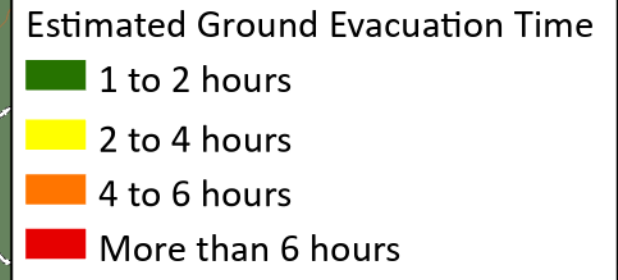 Estimated Ground Evacuation Time
1 to 2 hours
2 to 4 hours
4 to 6 hours
More than 6 hours